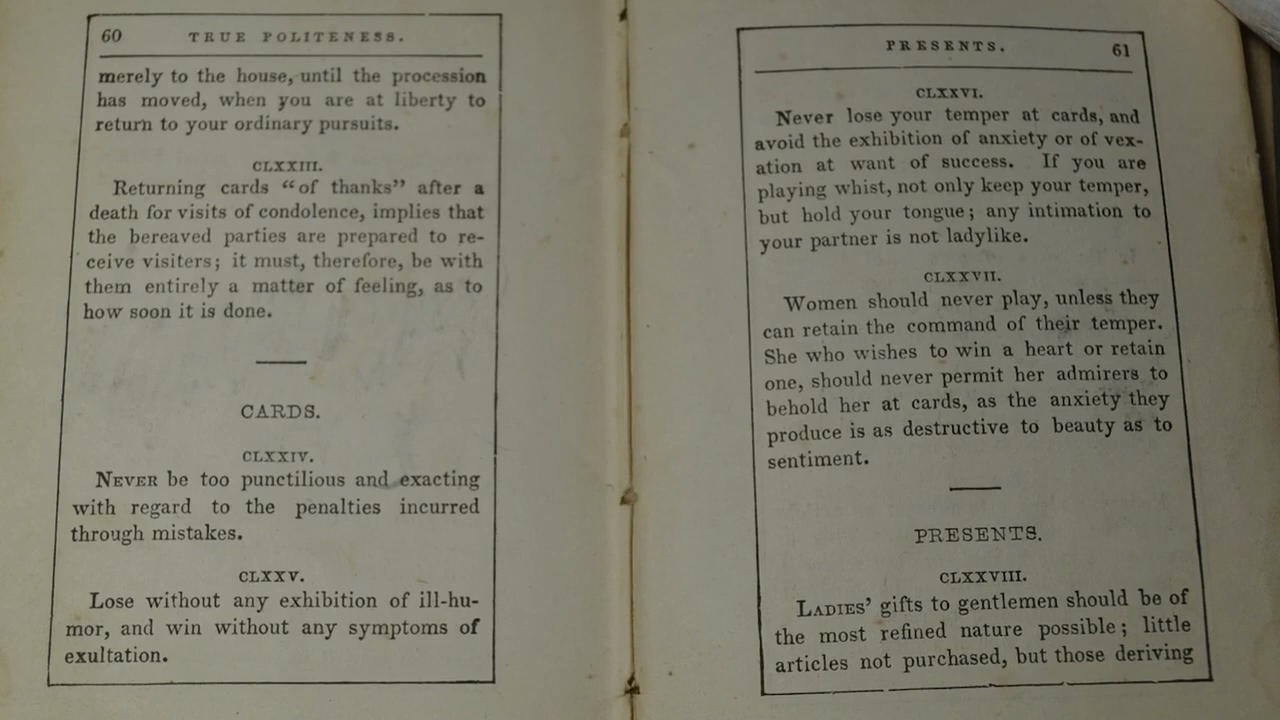 60 TRUE POLITENESS.
merely to the house, until the procession
has moved, when you are at liberty to
return to your ordinary pursuits.
CLXXIII.
Returning cards “of thanks” after a
death for visits of condolence, implies that
the bereaved parties are prepared to re-
ceive visiters; it must, therefore, be with
them entirely a matter of feeling, as to
how soon it is done.
CARDS.
CLXXIV.
NEVER be too punctilious and exacting
with regard to the penalties incurred
through mistakes.
CLXXV.
Lose without any exhibition of ill-hu-
mor, and win without any symptoms of
exultation.
PRESENTS. 61
CLXXVI.
Never lose your temper at cards, and
avoid the exhibition of anxiety or of vex-
ation at want of success. If you are
playing whist, not only keep your temper,
but hold your tongue; any intimation to
your partner is not ladylike.
CLXXVII.
Women should never play, unless they
can retain the command of their temper.
She who wishes to win a heart or retain
one, should never permit her admirers to
behold her at cards, as the anxiety they
produce is as destructive to beauty as to
sentiment.
PRESENTS.
CLXXVIII.
LADIES’ gifts to gentlemen should be of
the most refined nature possible; little
articles not purchased, but those deriving